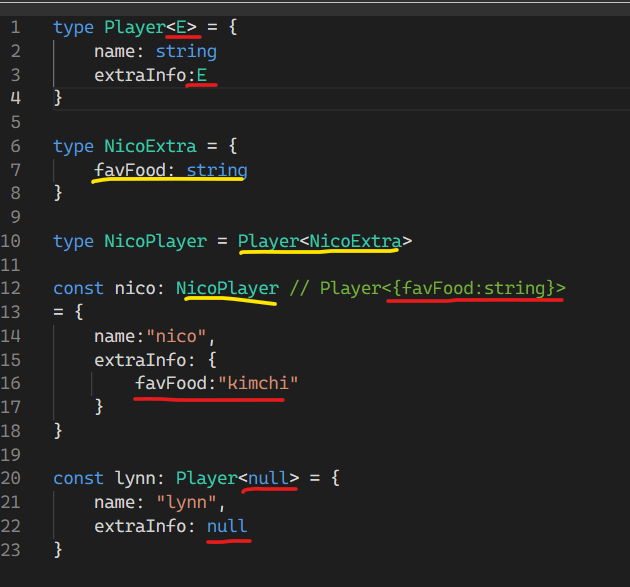 1 type Player<E> = {
2 name: string
3 extraInfo:E
4 }
5
6 type NicoExtra = {
7 favFood: string
8 }
9
10 type NicoPlayer = Player<NicoExtra>
11
12 const nico: NicoPlayer // Player<{favFood:string}>
13 = {
14 name:"nico",
15 extraInfo: {
16 favFood:"kimchi"
17 }
18 }
19
20 const lynn: Player<null> = {
21 name: "lynn",
22 extraInfo: null
23 }